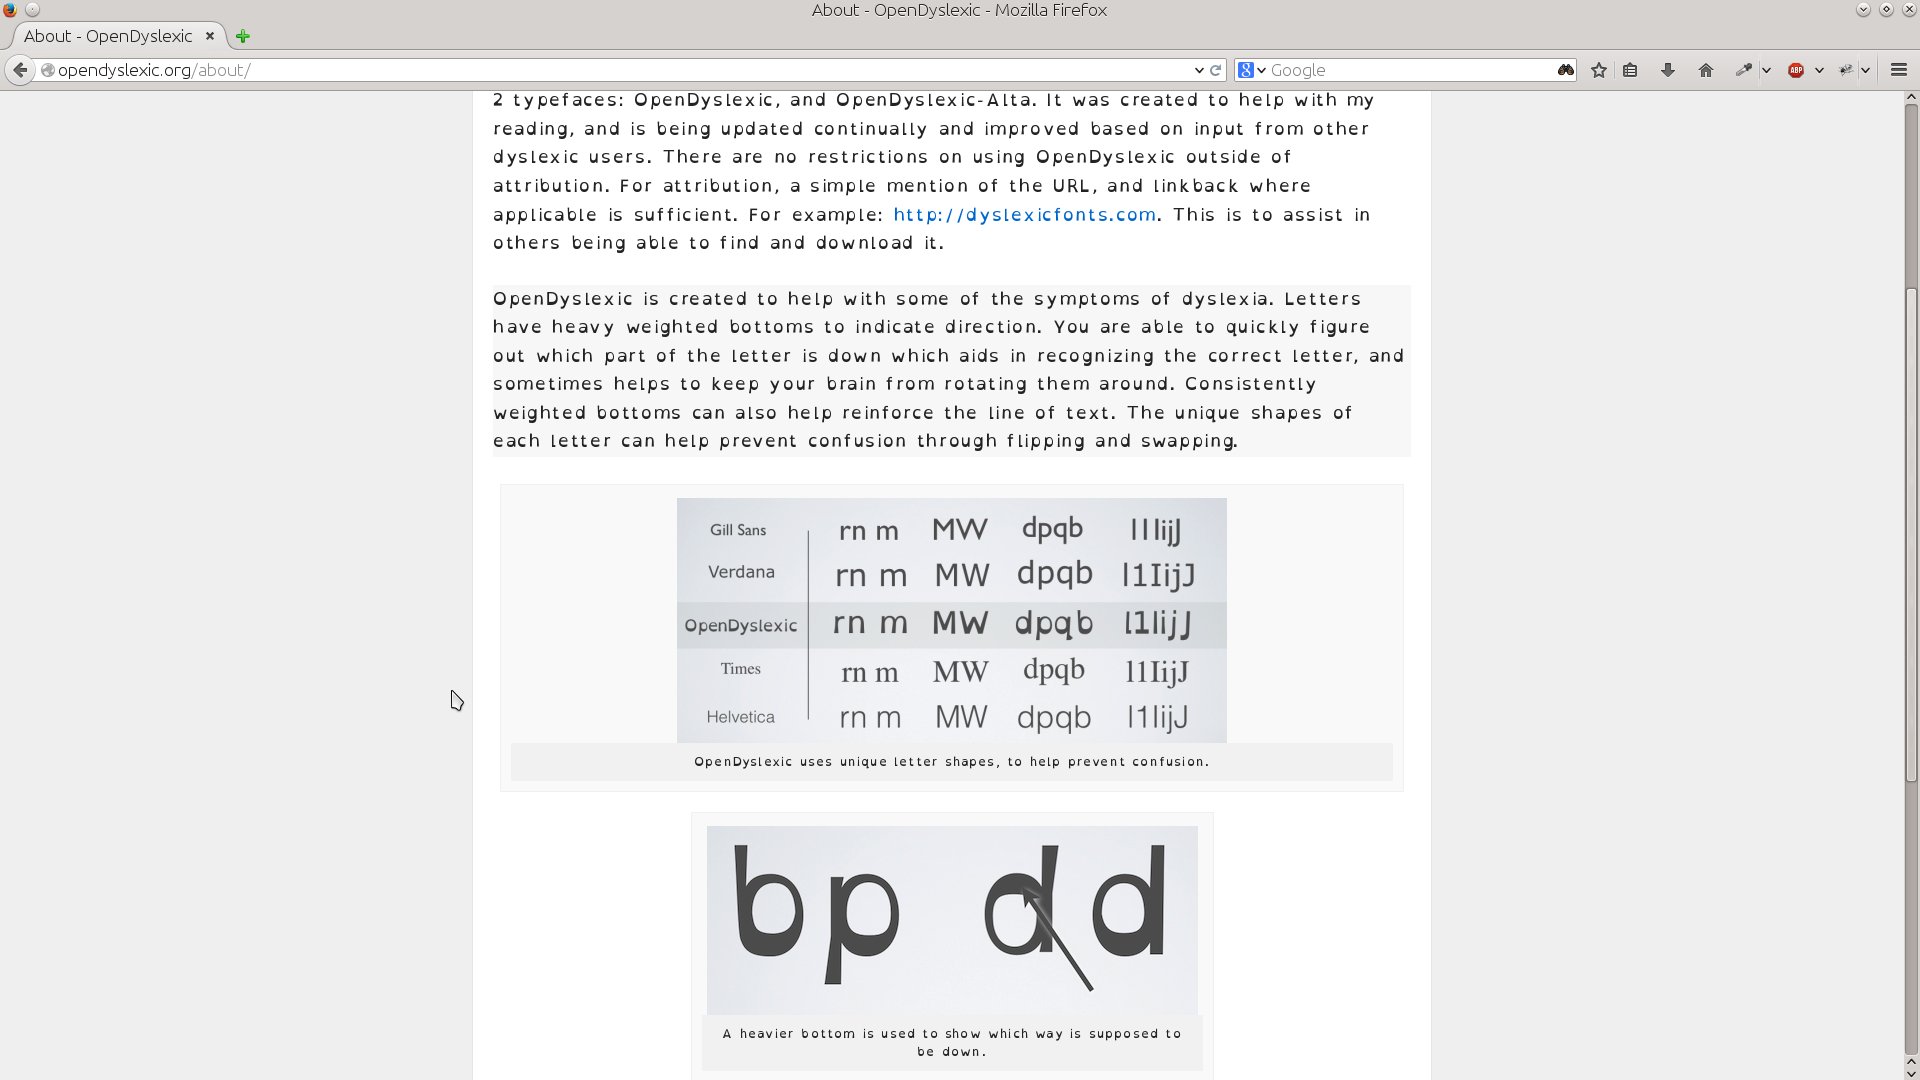 About - OpenDyslexic - Mozilla Firefox
About - OpenDyslexic
opendyslexic.org/about/
Google
ABP
2 typefaces: OpenDyslexic, and OpenDyslexic-Alta. It was created to help with my
reading, and is being updated continually and improved based on input from other
dyslexic users. There are no restrictions on using OpenDyslexic outside of
attribution. For attribution, a simple mention of the URL, and linkback where
applicable is sufficient. For example: http://dyslexicfonts.com. This is to assist in
others being able to find and download it.
OpenDyslexic is created to help with some of the symptoms of dyslexia. Letters
have heavy weighted bottoms to indicate direction. You are able to quickly figure
out which part of the letter is down which aids in recognizing the correct letter, and
sometimes helps to keep your brain from rotating them around. Consistently
weighted bottoms can also help reinforce the line of text. The unique shapes of
each letter can help prevent confusion through flipping and swapping.
Gill Sans rn m MW dpqb l1IijJ
Verdana rn m MW dpqb l1IijJ
OpenDyslexic rn m MW dpqb l1IijJ
Times rn m MW dpqb l1IijJ
Helvetica rn m MW dpqb l1IijJ
OpenDyslexic uses unique letter shapes, to help prevent confusion.
bp d d
A heavier bottom is used to show which way is supposed to
be down.